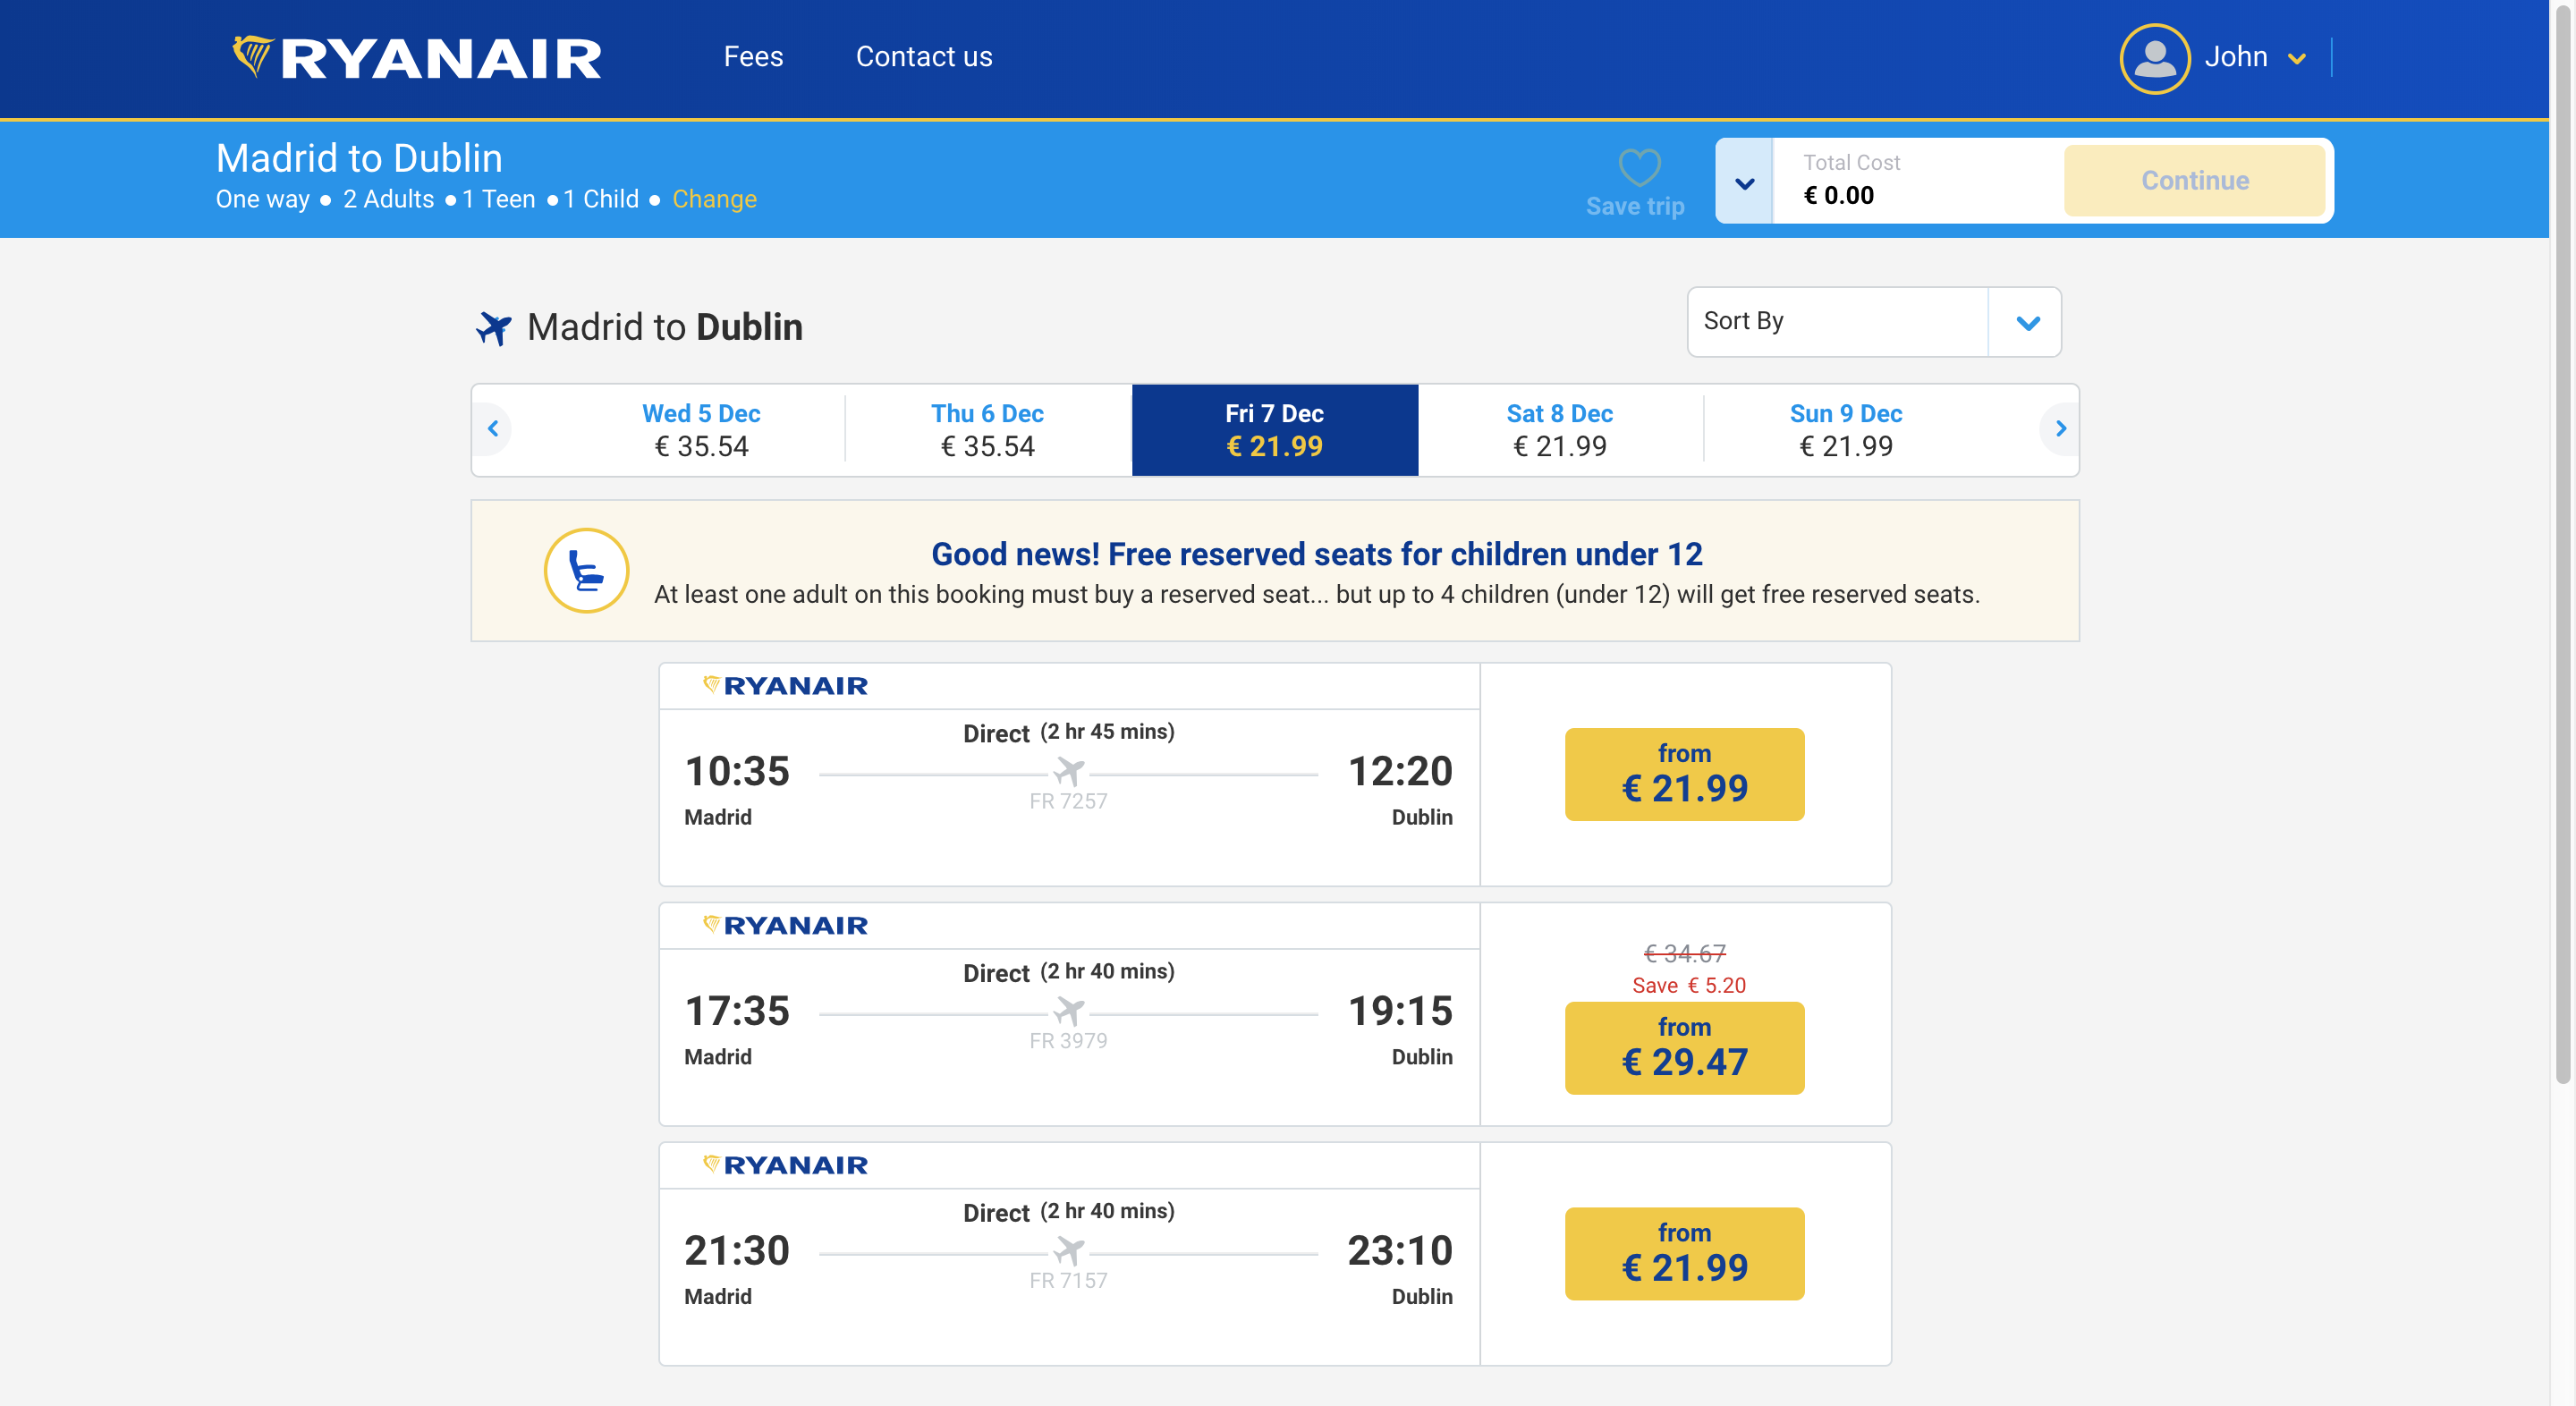 RYANAIR
Fees
Contact us
John
Madrid to Dublin
One way • 2 Adults • 1 Teen • 1 Child • Change
Save trip
Total Cost
€ 0.00
Continue
Madrid to Dublin
Sort By
Wed 5 Dec
€ 35.54
Thu 6 Dec
€ 35.54
Fri 7 Dec
€ 21.99
Sat 8 Dec
€ 21.99
Sun 9 Dec
€ 21.99
Good news! Free reserved seats for children under 12
At least one adult on this booking must buy a reserved seat... but up to 4 children (under 12) will get free reserved seats.
RYANAIR
Direct (2 hr 45 mins)
10:35
12:20
FR 7257
Madrid
Dublin
from
€ 21.99
RYANAIR
Direct (2 hr 40 mins)
17:35
19:15
FR 3979
Madrid
Dublin
€ 34.67
Save € 5.20
from
€ 29.47
RYANAIR
Direct (2 hr 40 mins)
21:30
23:10
FR 7157
Madrid
Dublin
from
€ 21.99